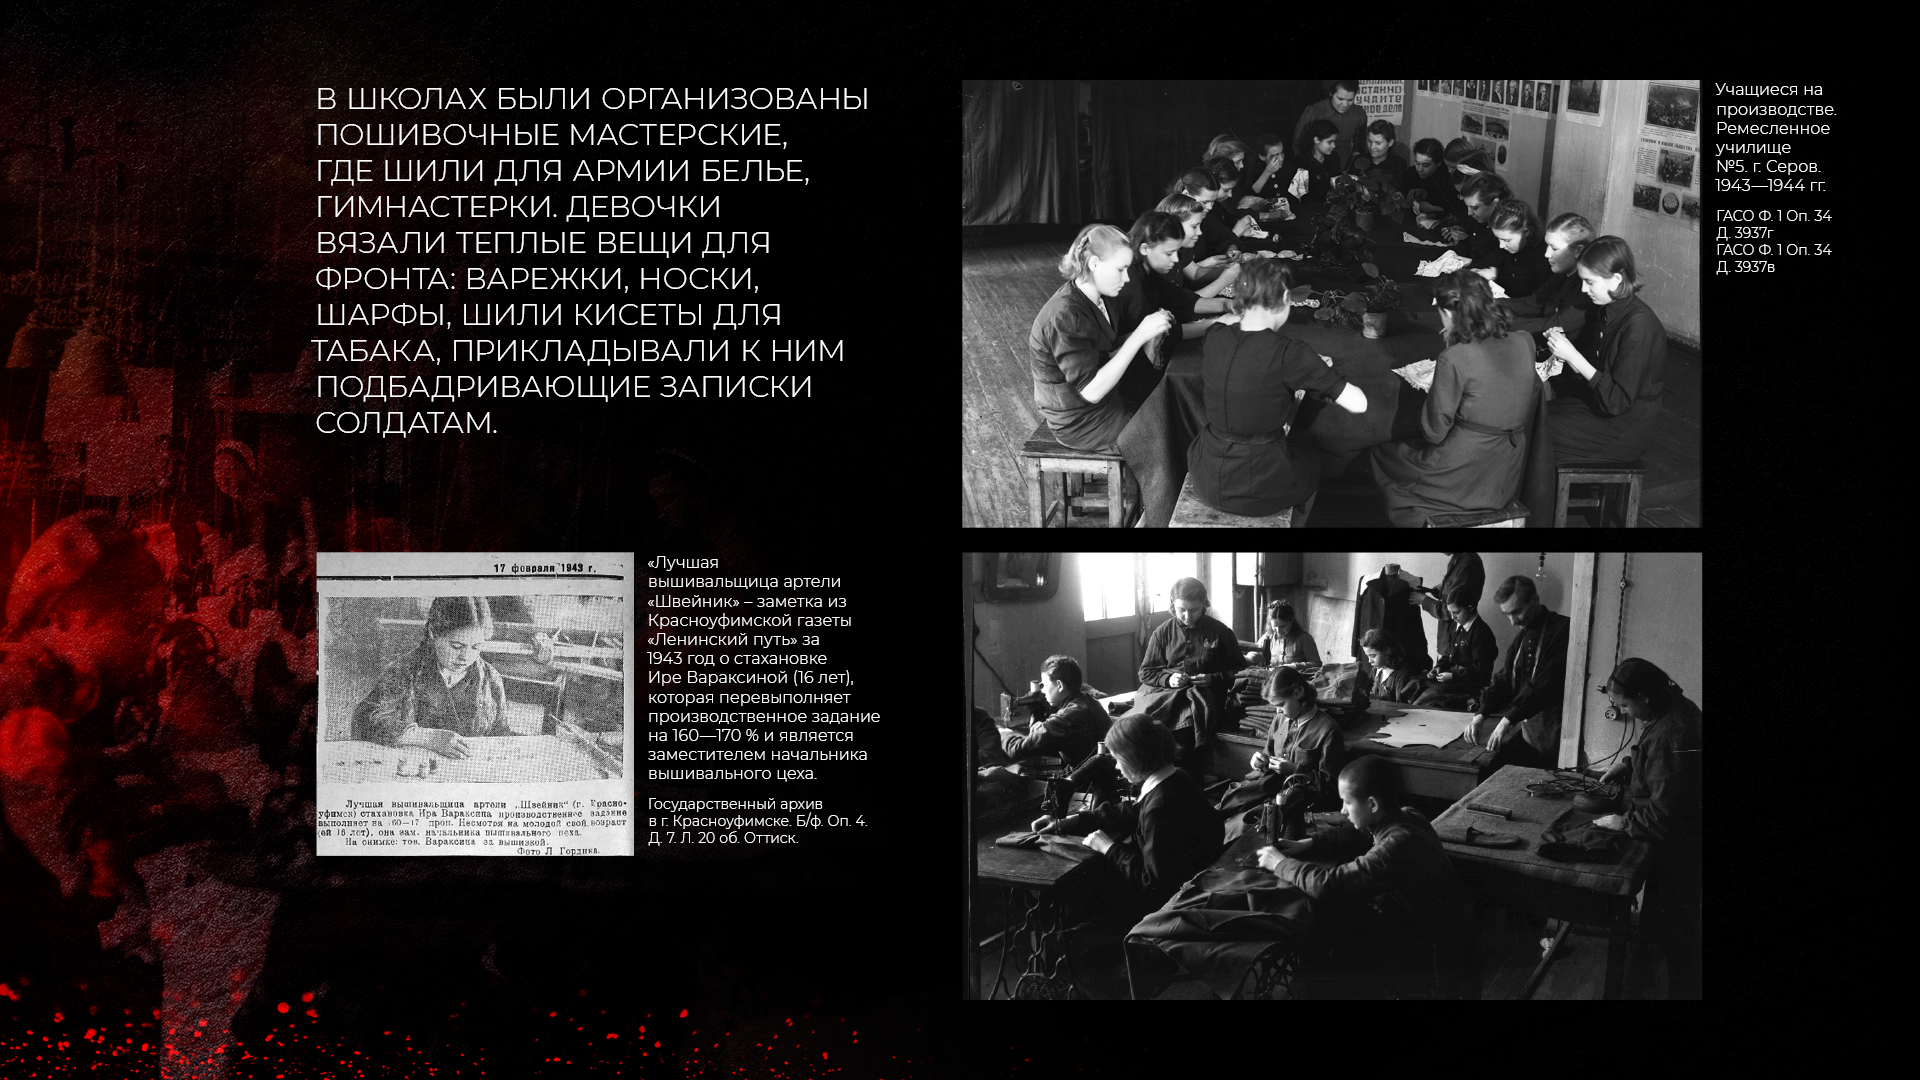 В ШКОЛАХ БЫЛИ ОРГАНИЗОВАНЫ
ПОШИВОЧНЫЕ МАСТЕРСКИЕ,
ГДЕ ШИЛИ ДЛЯ АРМИИ БЕЛЬЕ,
ГИМНАСТЕРКИ. ДЕВОЧКИ
ВЯЗАЛИ ТЕПЛЫЕ ВЕЩИ ДЛЯ
ФРОНТА: ВАРЕЖКИ, НОСКИ,
ШАРФЫ, ШИЛИ КИСЕТЫ ДЛЯ
ТАБАКА, ПРИКЛАДЫВАЛИ К НИМ
ПОДБАДРИВАЮЩИЕ ЗАПИСКИ
СОЛДАТАМ.
17 февраля 1943 г.
Лучшая вышивальщица артели „Швейник“ (г. Красно-
уфимск) стахановка Ира Вараксина производственное задание
выполняет на 160—17 проц. Несмотря на молодой свой возраст
(ей 16 лет), она зам. начальника вышивального цеха.
На снимке: тов. Вараксина за вышивкой.
Фото Л Гордина.
«Лучшая
вышивальщица артели
«Швейник» – заметка из
Красноуфимской газеты
«Ленинский путь» за
1943 год о стахановке
Ире Вараксиной (16 лет),
которая перевыполняет
производственное задание
на 160—170 % и является
заместителем начальника
вышивального цеха.
Государственный архив
в г. Красноуфимске. Б/ф. Оп. 4.
Д. 7. Л. 20 об. Оттиск.
Учащиеся на
производстве.
Ремесленное
училище
№5. г. Серов.
1943—1944 гг.
ГАСО Ф. 1 Оп. 34
Д. 3937г
ГАСО Ф. 1 Оп. 34
Д. 3937в